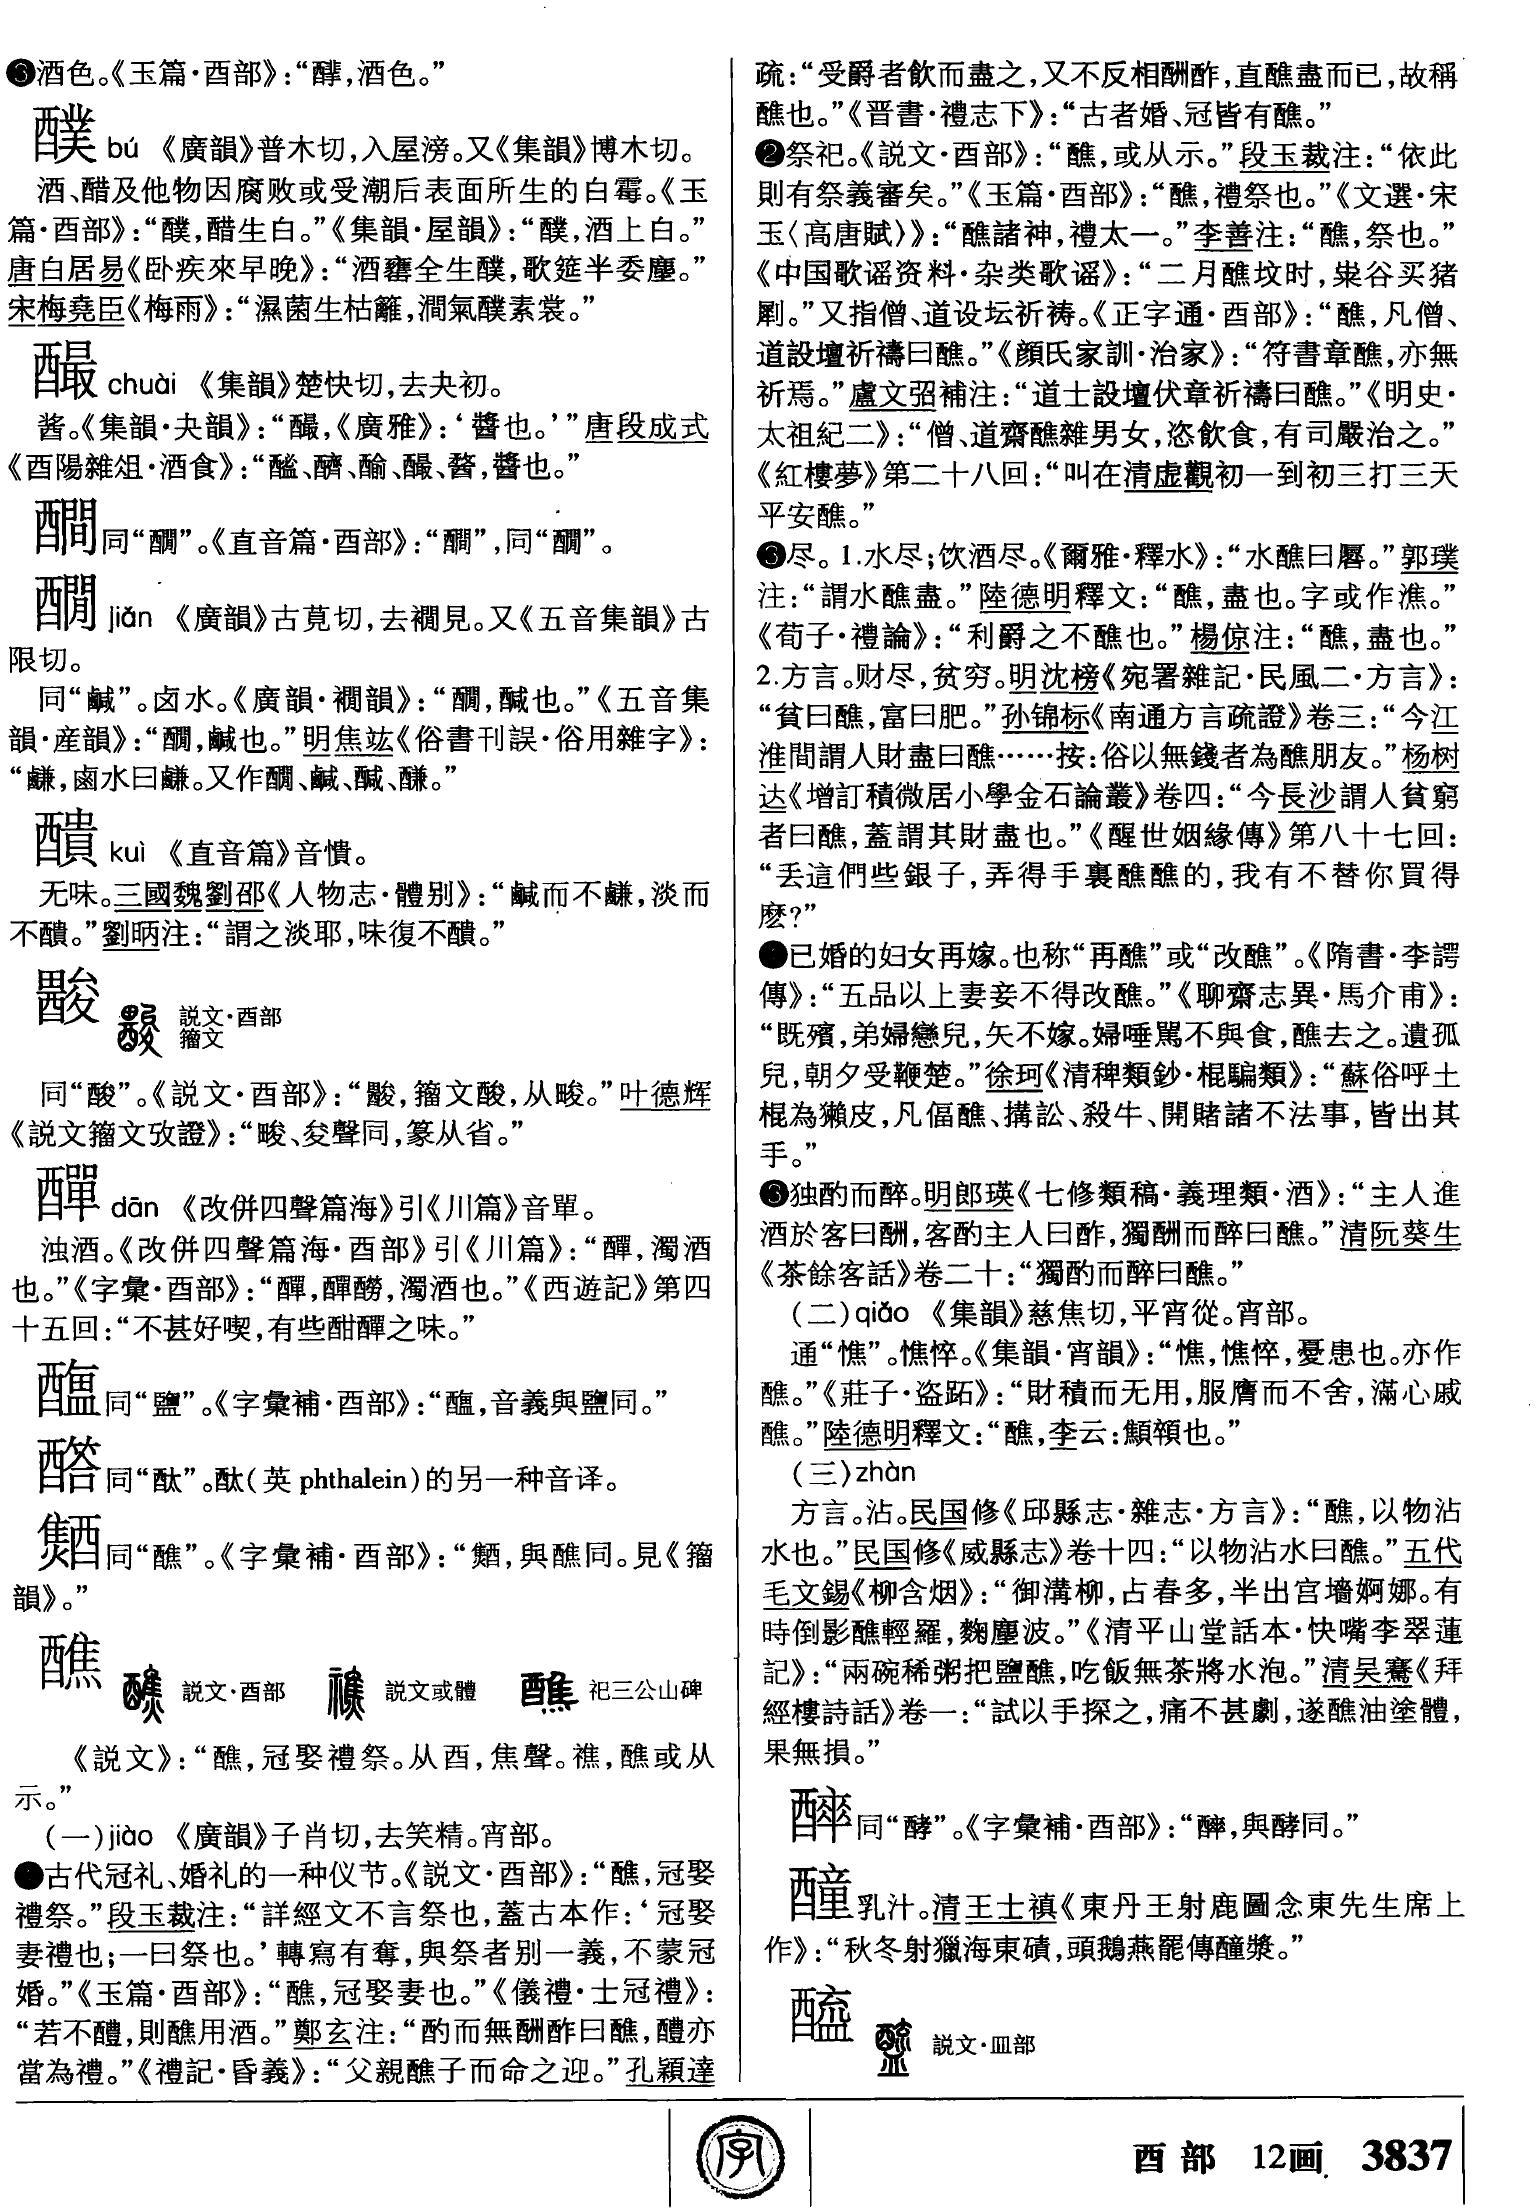 ❸酒色。《玉篇·酉部》：“醳，酒色。”
醭 bú 《廣韻》普木切，入屋滂。又《集韻》博木切。
酒、醋及他物因腐败或受潮后表面所生的白霉。《玉
篇·酉部》：“醭，醋生白。”《集韻·屋韻》：“醭，酒上白。”
唐白居易《卧疾來早晚》：“酒甕全生醭，歌筵半委塵。”
宋梅堯臣《梅雨》：“濕菌生枯籬，潤氣醭素裳。”
𨣃 chuài 《集韻》楚快切，去夬初。
酱。《集韻·夬韻》：“，《廣雅》：‘醬也。’”唐段成式
《酉陽雜俎·酒食》：“醬也。”
同“”。《直音篇·酉部》：“”，同“”。
jiǎn 《廣韻》古莧切，去襉見。又《五音集韻》古
限切。
同“鹹”。卤水。《廣韻·襉韻》：“，醎也。”《五音集
韻·産韻》：“，鹹也。”明焦竑《俗書刊誤·俗用雜字》：
“鹻，鹵水曰鹻。又作、鹹、醎、。”
kuì 《直音篇》音憒。
无味。三國魏劉邵《人物志·體别》：“鹹而不鹻，淡而
不。”劉昞注：“謂之淡耶，味復不。”
説文·酉部
籀文
同“酸”。《説文·酉部》：“，籀文酸，从畯。”叶德辉
《説文籀文攷證》：“畯、夋聲同，篆从省。”
醰 dān 《改併四聲篇海》引《川篇》音單。
浊酒。《改併四聲篇海·酉部》引《川篇》：“，濁酒
也。”《字彙·酉部》：“，醪，濁酒也。”《西遊記》第四
十五回：“不甚好喫，有些酣之味。”
同“鹽”。《字彙補·酉部》：“，音義與鹽同。”
同“酞”。酞（英 phthalein）的另一种音译。
同“醮”。《字彙補·酉部》：“，與醮同。見《籀
韻》。”
醮 説文·酉部 説文或體 祀三公山碑
《説文》：“醮，冠娶禮祭。从酉，焦聲。䄺，醮或从
示。”
（一）jiào 《廣韻》子肖切，去笑精。宵部。
❶古代冠礼、婚礼的一种仪节。《説文·酉部》：“醮，冠娶
禮祭。”段玉裁注：“詳經文不言祭也，蓋古本作：‘冠娶
妻禮也；一曰祭也。’轉寫有奪，與祭者别一義，不蒙冠
婚。”《玉篇·酉部》：“醮，冠娶妻也。”《儀禮·士冠禮》：
“若不醴，則醮用酒。”鄭玄注：“酌而無酬酢曰醮，醴亦
當為禮。”《禮記·昏義》：“父親醮子而命之迎。”孔穎達
疏：“受爵者飲而盡之，又不反相酬酢，直醮盡而已，故稱
醮也。”《晋書·禮志下》：“古者婚、冠皆有醮。”
❷祭祀。《説文·酉部》：“醮，或从示。”段玉裁注：“依此
則有祭義審矣。”《玉篇·酉部》：“醮，禮祭也。”《文選·宋
玉〈高唐賦〉》：“醮諸神，禮太一。”李善注：“醮，祭也。”
《中国歌谣资料·杂类歌谣》：“二月醮坟时，粜谷买猪
劏。”又指僧、道设坛祈祷。《正字通·酉部》：“醮，凡僧、
道設壇祈禱曰醮。”《顔氏家訓·治家》：“符書章醮，亦無
祈焉。”盧文弨補注：“道士設壇伏章祈禱曰醮。”《明史·
太祖紀二》：“僧、道齋醮雜男女，恣飲食，有司嚴治之。”
《紅樓夢》第二十八回：“叫在清虚觀初一到初三打三天
平安醮。”
❸尽。1.水尽；饮酒尽。《爾雅·釋水》：“水醮曰厬。”郭璞
注：“謂水醮盡。”陸德明釋文：“醮，盡也。字或作潐。”
《荀子·禮論》：“利爵之不醮也。”楊倞注：“醮，盡也。”
2.方言。财尽，贫穷。明沈榜《宛署雜記·民風二·方言》：
“貧曰醮，富曰肥。”孙锦标《南通方言疏證》卷三：“今江
淮間謂人財盡曰醮……按：俗以無錢者為醮朋友。”杨树
达《增訂積微居小學金石論叢》卷四：“今長沙謂人貧窮
者曰醮，蓋謂其財盡也。”《醒世姻緣傳》第八十七回：
“丢這們些銀子，弄得手裏醮醮的，我有不替你買得
麽？”
❹已婚的妇女再嫁。也称“再醮”或“改醮”。《隋書·李諤
傳》：“五品以上妻妾不得改醮。”《聊齋志異·馬介甫》：
“既殯，弟婦戀兒，矢不嫁。婦唾駡不與食，醮去之。遺孤
兒，朝夕受鞭楚。”徐珂《清稗類鈔·棍騙類》：“蘇俗呼土
棍為獺皮，凡偪醮、搆訟、殺牛、開賭諸不法事，皆出其
手。”
❺独酌而醉。明郎瑛《七修類稿·義理類·酒》：“主人進
酒於客曰酬，客酌主人曰酢，獨酬而醉曰醮。”清阮葵生
《茶餘客話》卷二十：“獨酌而醉曰醮。”
（二）qiáo 《集韻》慈焦切，平宵從。宵部。
通“憔”。憔悴。《集韻·宵韻》：“憔，憔悴，憂患也。亦作
醮。”《莊子·盗跖》：“財積而无用，服膺而不舍，滿心戚
醮。”陸德明釋文：“醮，李云：顦顇也。”
（三）zhàn
方言。沾。民国修《邱縣志·雜志·方言》：“醮，以物沾
水也。”民国修《威縣志》卷十四：“以物沾水曰醮。”五代
毛文錫《柳含烟》：“御溝柳，占春多，半出宫墻婀娜。有
時倒影醮輕羅，麴塵波。”《清平山堂話本·快嘴李翠蓮
記》：“兩碗稀粥把鹽醮，吃飯無茶將水泡。”清吴騫《拜
經樓詩話》卷一：“試以手探之，痛不甚劇，遂醮油塗體，
果無損。”
同“酵”。《字彙補·酉部》：“，與酵同。”
乳汁。清王士禛《東丹王射鹿圖念東先生席上
作》：“秋冬射獵海東磧，頭鵝燕罷傳漿。”
説文·皿部
字
酉部 12画 3837